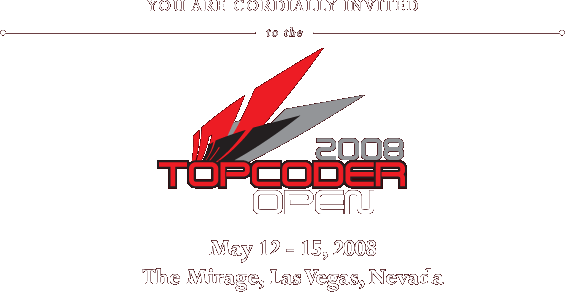 YOU ARE CORDIALLY INVITED
to the
2008
TOPCODER
OPEN
May 12 - 15, 2008
The Mirage, Las Vegas, Nevada